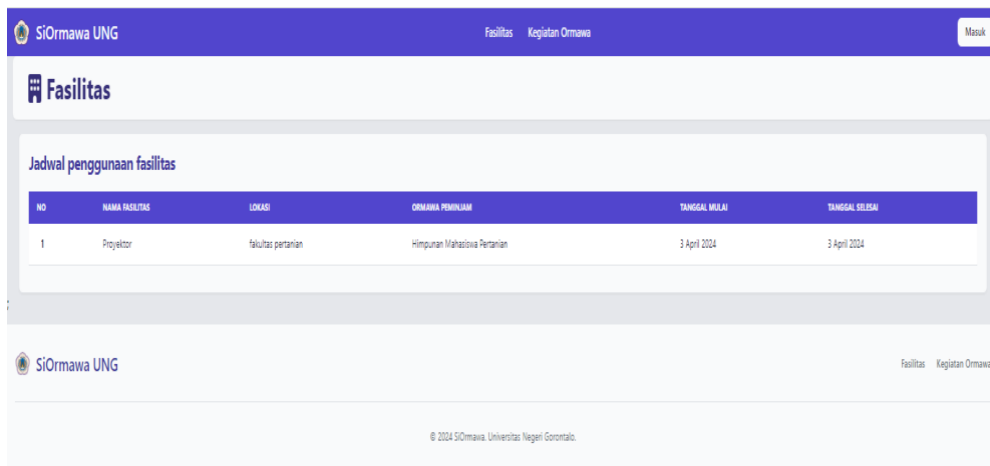 SiOrmawa UNG Fasilitas Kegiatan Ormawa Masuk
Fasilitas
Jadwal penggunaan fasilitas
NO NAMA FASILITAS LOKASI ORMAWA PEMINJAM TANGGAL MULAI TANGGAL SELESAI
1 Proyektor fakultas pertanian Himpunan Mahasiswa Pertanian 3 April 2024 3 April 2024
;
SiOrmawa UNG Fasilitas Kegiatan Ormawa
© 2024 SiOrmawa. Universitas Negeri Gorontalo.